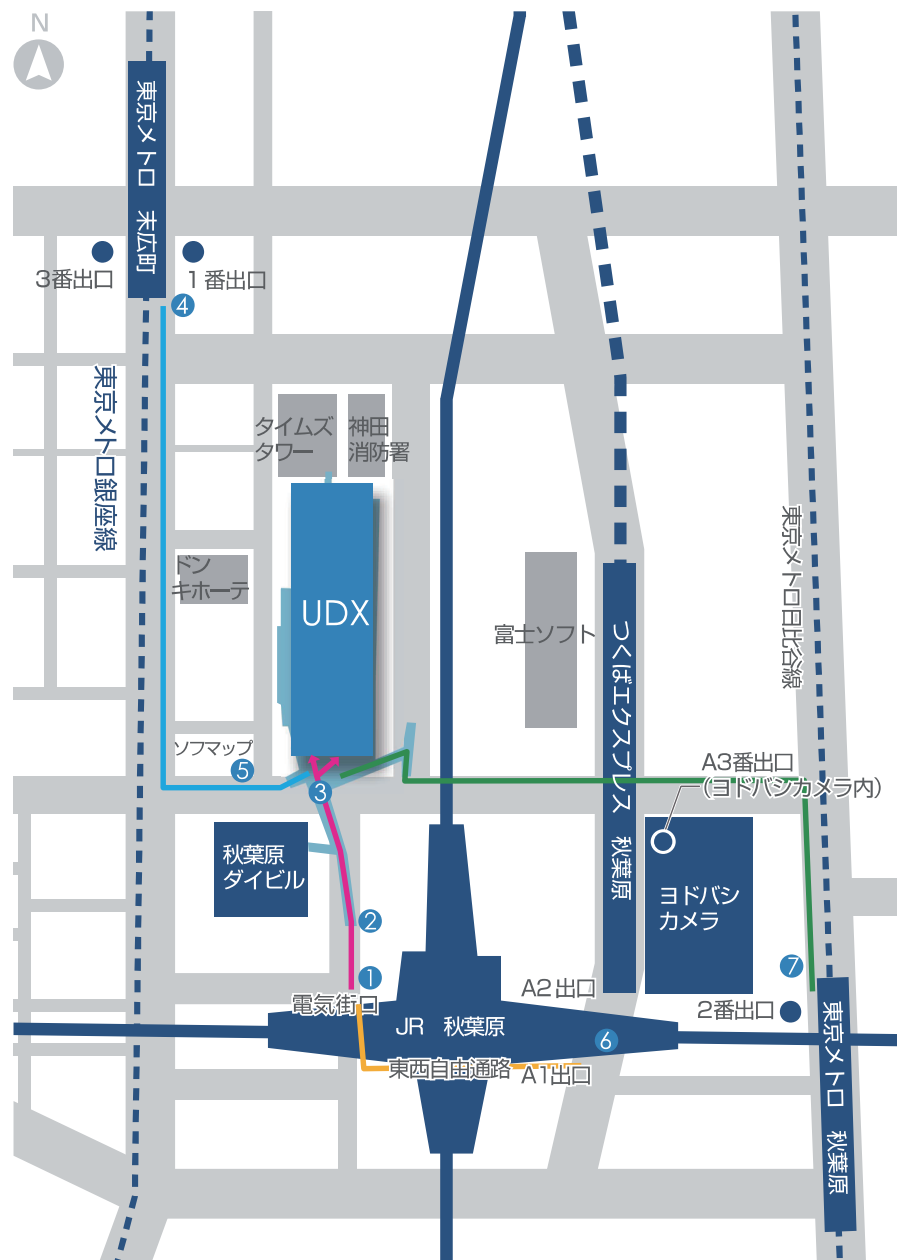 N
東京メトロ　末広町
3番出口
1番出口
4
東京メトロ銀座線
タイムズ
タワー
神田
消防署
ドン
キホーテ
UDX
富士ソフト
つくばエクスプレス　秋葉原
東京メトロ日比谷線
ソフマップ
5
3
A3番出口
（ヨドバシカメラ内）
秋葉原
ダイビル
ヨドバシ
カメラ
2
1
7
電気街口
A2出口
2番出口
JR　秋葉原
6
東西自由通路
A1出口
東京メトロ　秋葉原